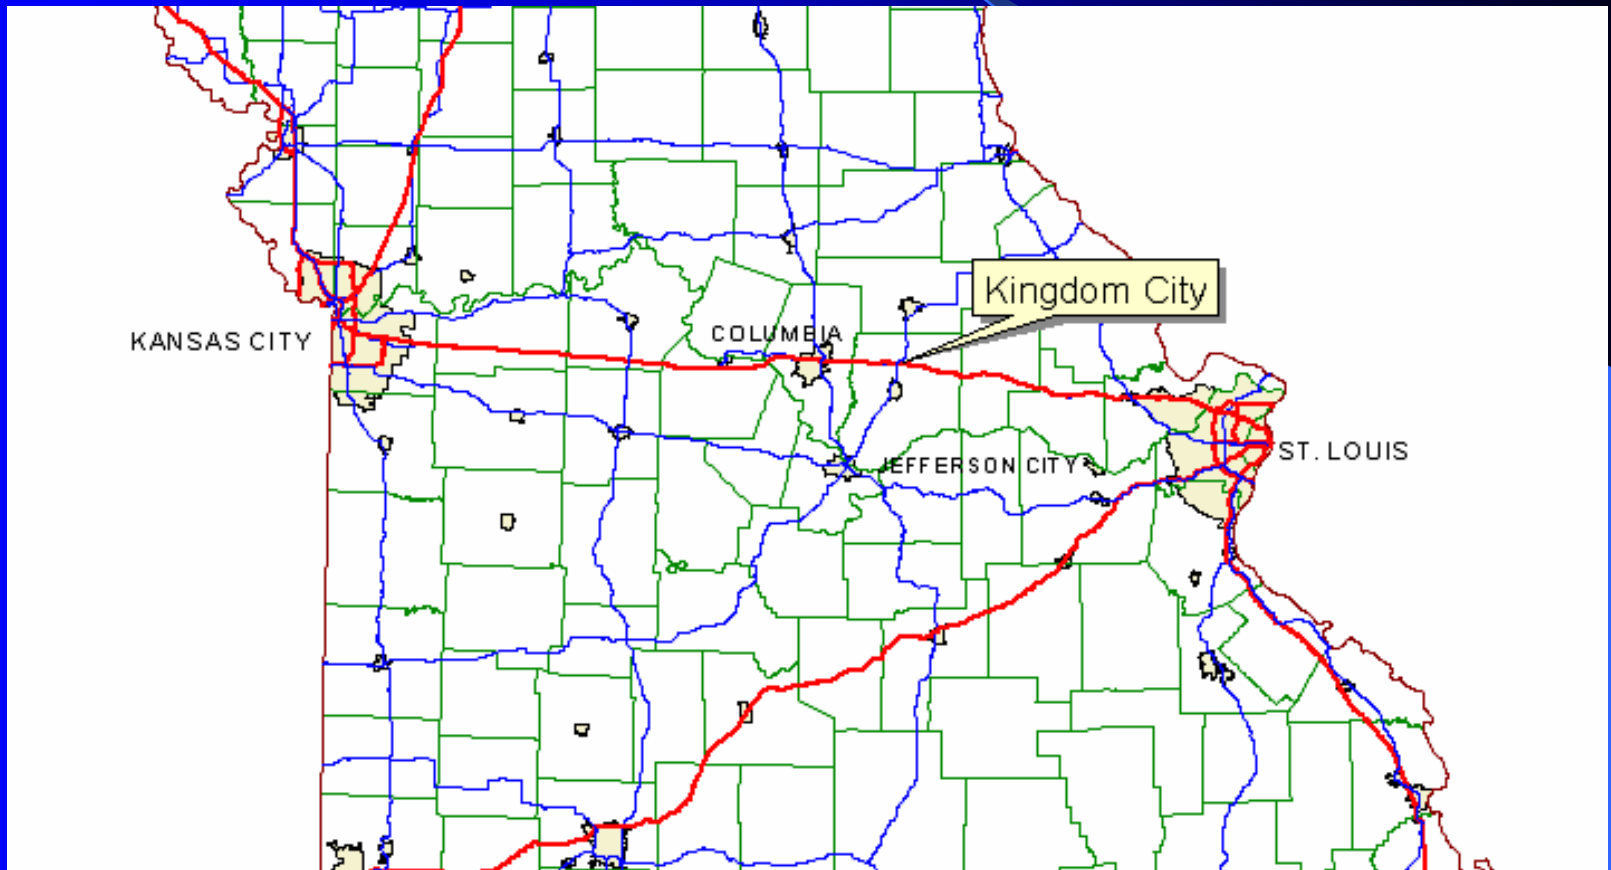 Kingdom City
COLUMBIA
KANSAS CITY
ST. LOUIS
JEFFERSON CITY